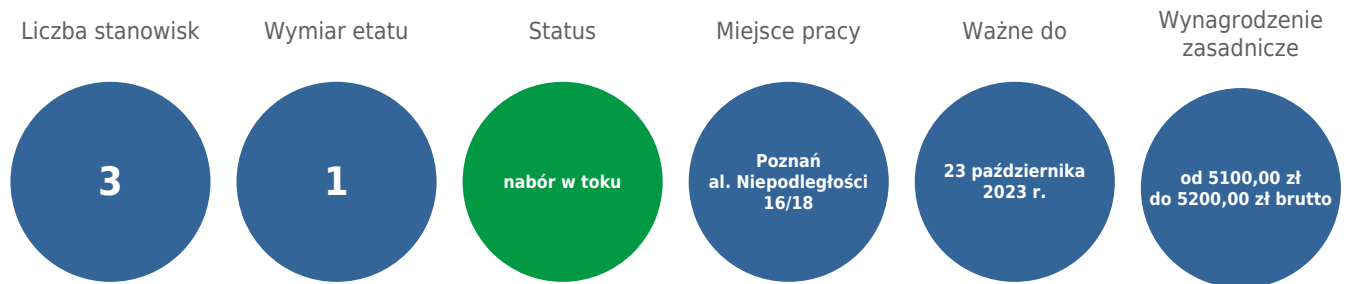 Liczba stanowisk
3
Wymiar etatu
1
Status
nabór w toku
Miejsce pracy
Poznań
al. Niepodległości
16/18
Ważne do
23 października
2023 r.
Wynagrodzenie
zasadnicze
od 5100,00 zł
do 5200,00 zł brutto